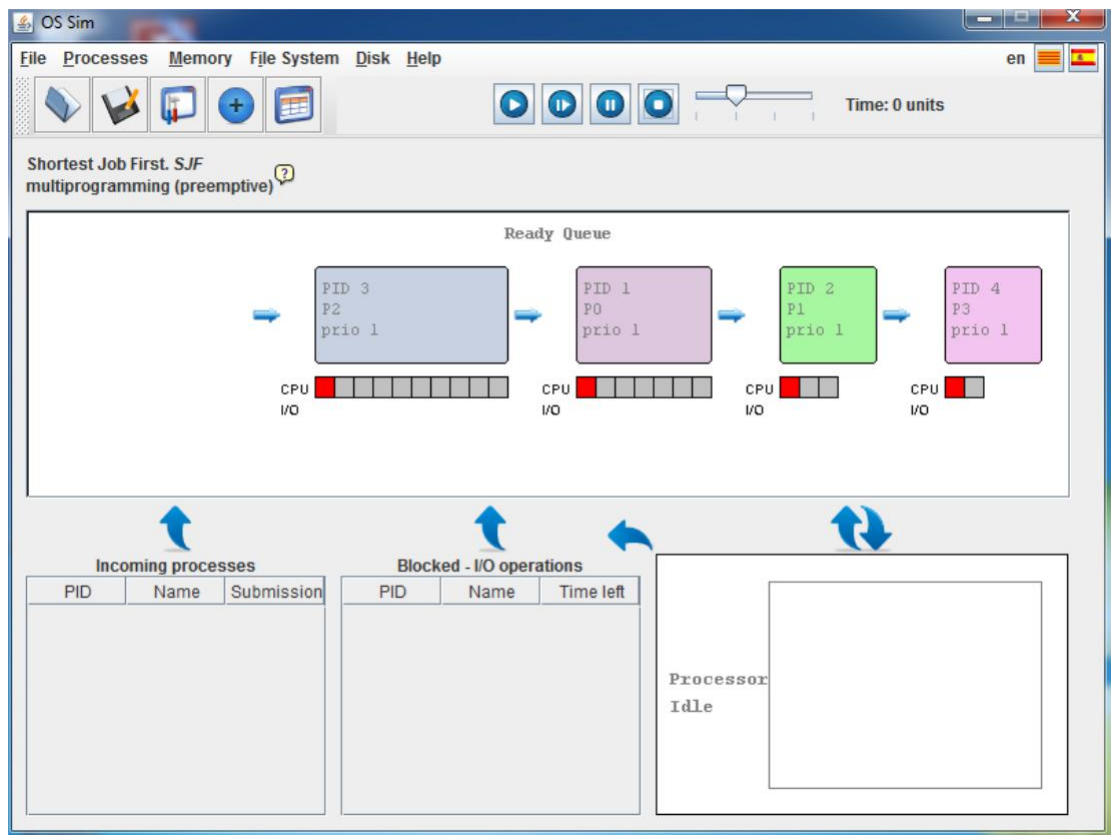 OS Sim
File Processes Memory File System Disk Help
en
Time: 0 units
Shortest Job First. SJF
multiprogramming (preemptive)
?
Ready Queue
PID 3
P2
prio 1
CPU
I/O
PID 1
P0
prio 1
CPU
I/O
PID 2
P1
prio 1
CPU
I/O
PID 4
P3
prio 1
CPU
I/O
Incoming processes
PID Name Submission
Blocked - I/O operations
PID Name Time left
Processor
Idle